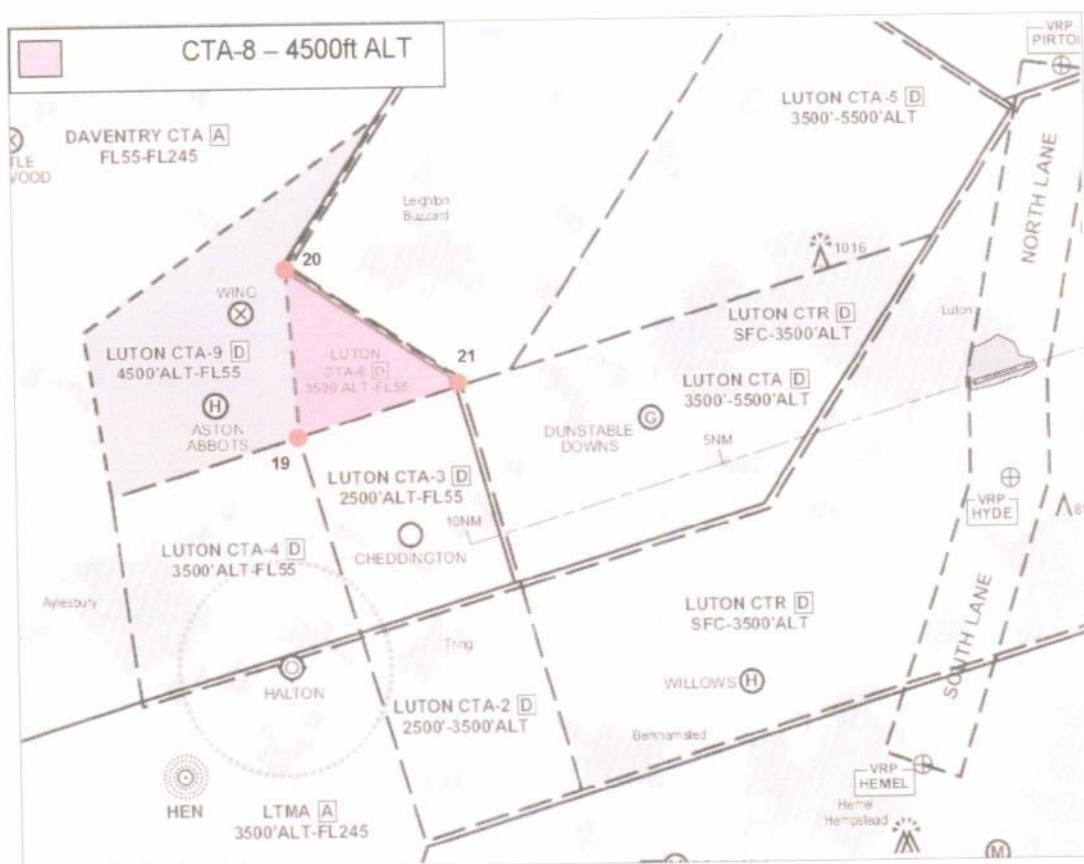 CTA-8 – 4500ft ALT
VRP
DAVENTRY CTA A
FL55-FL245
TLE
WOOD
LUTON CTA-5 D
3500'-5500'ALT
NORTH LANE
Leighton
Buzzard
20
1016
WING
LUTON CTR D
SFC-3500'ALT
Luton
LUTON CTA-9 D
4500'ALT-FL55
LUTON
3500'ALT-FL55
21
LUTON CTA D
3500'-5500'ALT
H
ASTON
ABBOTS
G
DUNSTABLE
DOWNS
19
5NM
LUTON CTA-3 D
2500'ALT-FL55
VRP
HYDE
10NM
CHEDDINGTON
LUTON CTA-4 D
3500'ALT-FL55
Aylesbury
LUTON CTR D
SFC-3500'ALT
SOUTH LANE
Tring
HALTON
WILLOWS H
LUTON CTA-2 D
2500'-3500'ALT
Berkhamsted
VRP
HEMEL
HEN
LTMA A
3500'ALT-FL245
Hemel
Hempstead
M